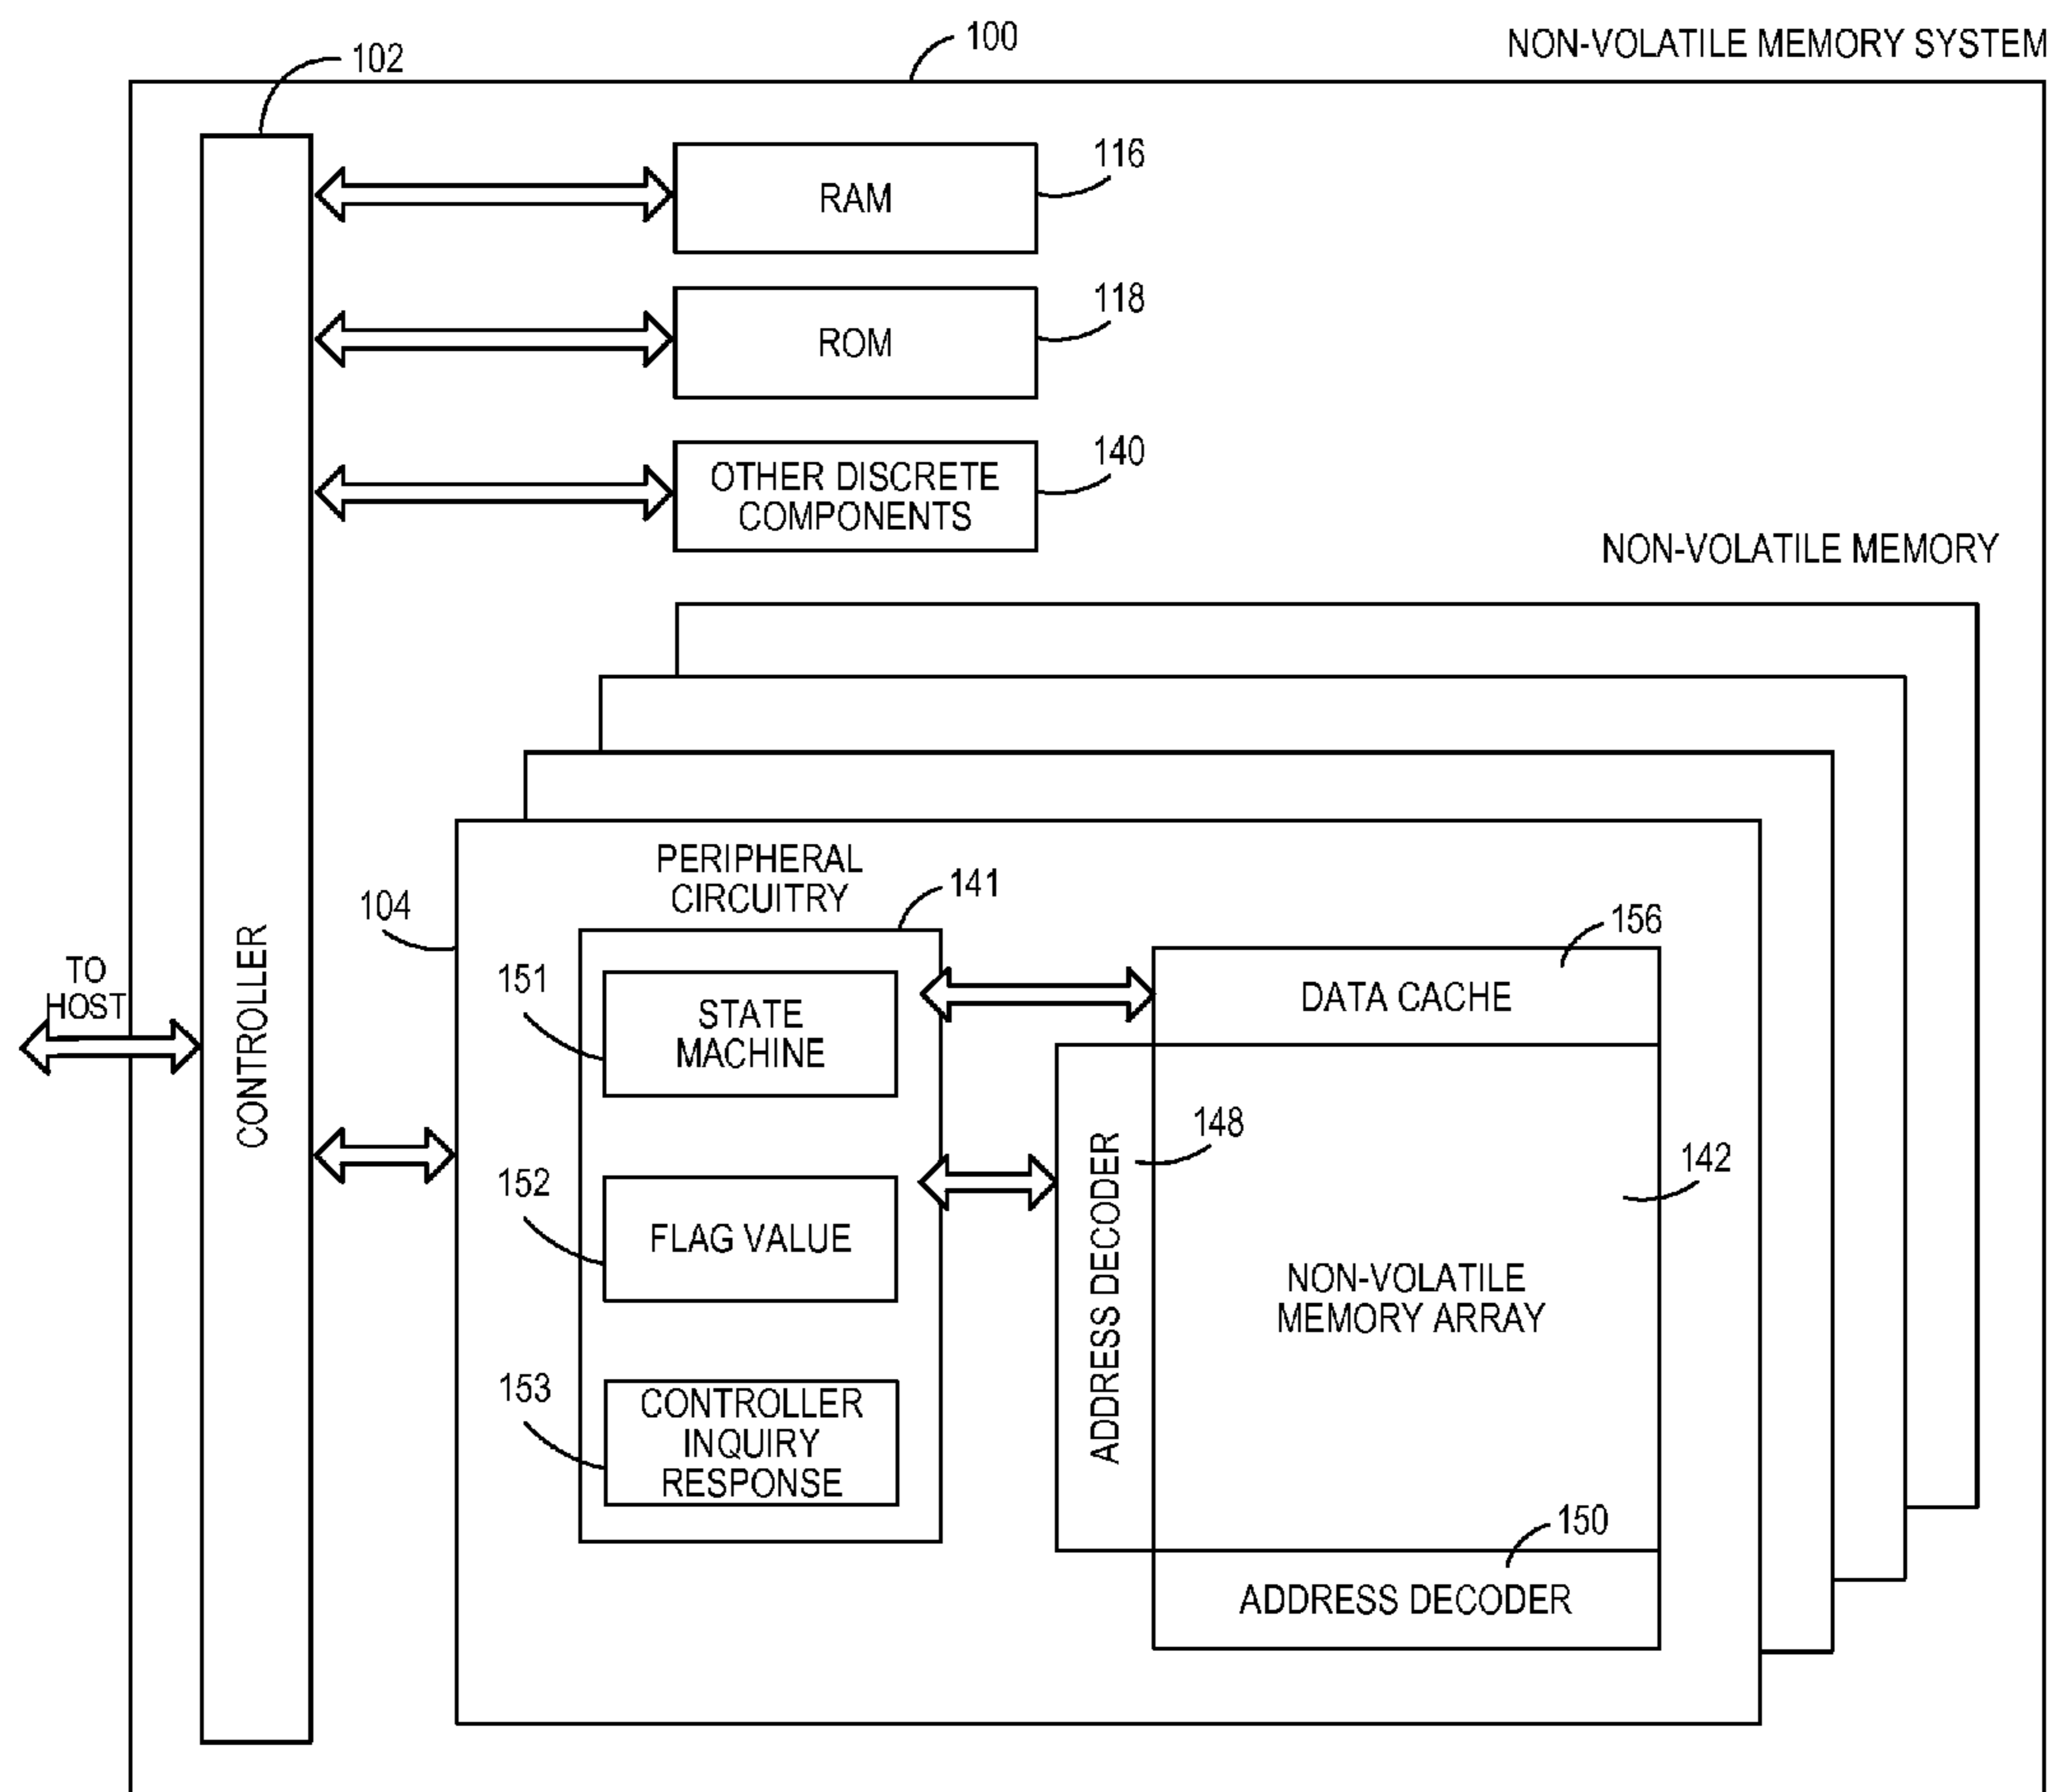 100
NON-VOLATILE MEMORY SYSTEM
102
RAM
116
ROM
118
OTHER DISCRETE
COMPONENTS
140
NON-VOLATILE MEMORY
CONTROLLER
TO
HOST
104
PERIPHERAL
CIRCUITRY
141
151
STATE
MACHINE
152
FLAG VALUE
153
CONTROLLER
INQUIRY
RESPONSE
156
DATA CACHE
148
ADDRESS DECODER
142
NON-VOLATILE
MEMORY ARRAY
150
ADDRESS DECODER